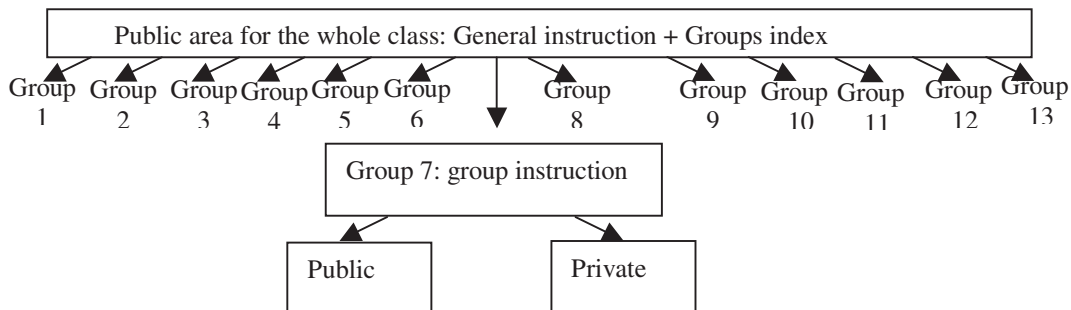 Public area for the whole class: General instruction + Groups index
Group 1
Group 2
Group 3
Group 4
Group 5
Group 6
Group 8
Group 9
Group 10
Group 11
Group 12
Group 13
Group 7: group instruction
Public
Private